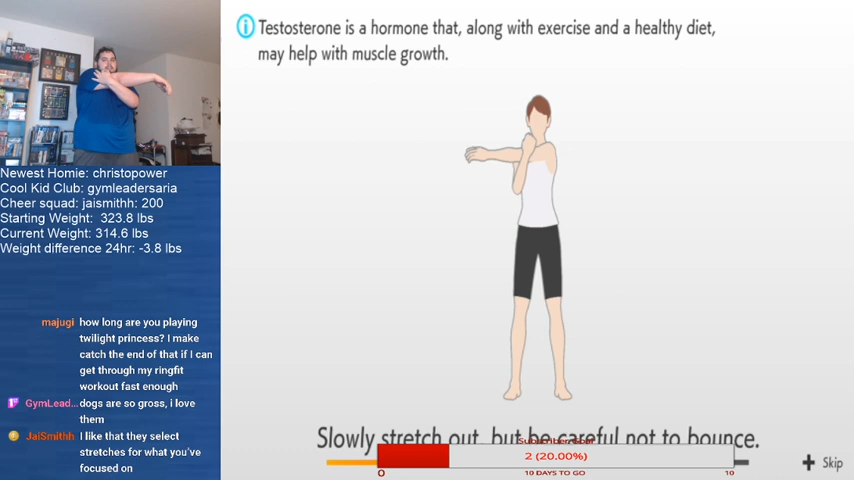 Testosterone is a hormone that, along with exercise and a healthy diet,
may help with muscle growth.
Newest Homie: christopower
Cool Kid Club: gymleadersaria
Cheer squad: jaismithh: 200
Starting Weight: 323.8 lbs
Current Weight: 314.6 lbs
Weight difference 24hr: -3.8 lbs
majugi how long are you playing
twilight princess? I make
catch the end of that if I can
get through my ringfit
workout fast enough
GymLead... dogs are so gross, i love
them
JaiSmithh I like that they select
stretches for what you've
focused on
Slowly stretch out, but be careful not to bounce.
Subscriber Goal
2 (20.00%)
0 10 DAYS TO GO 10
Skip